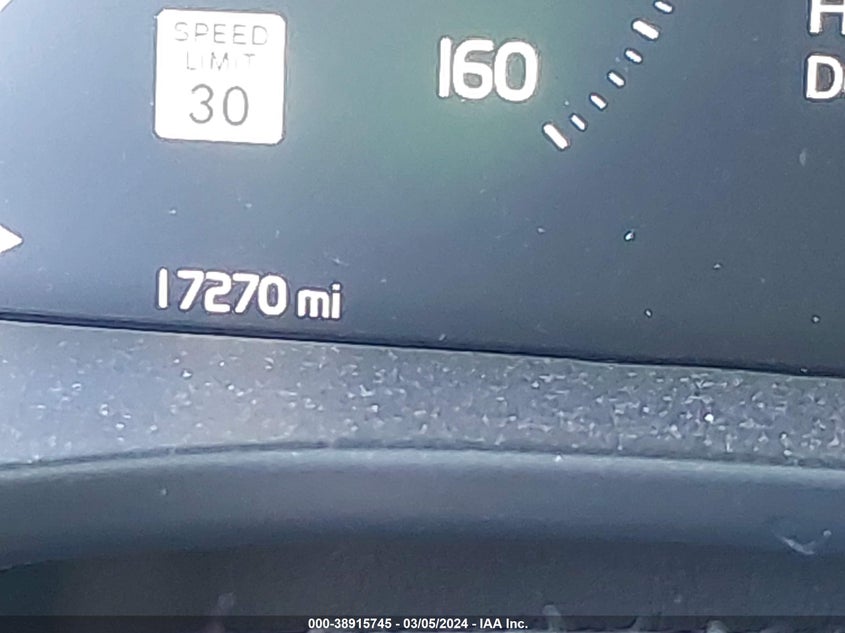 SPEED
LIMIT
30
160
17270 mi
000-38915745 - 03/05/2024 - IAA Inc.